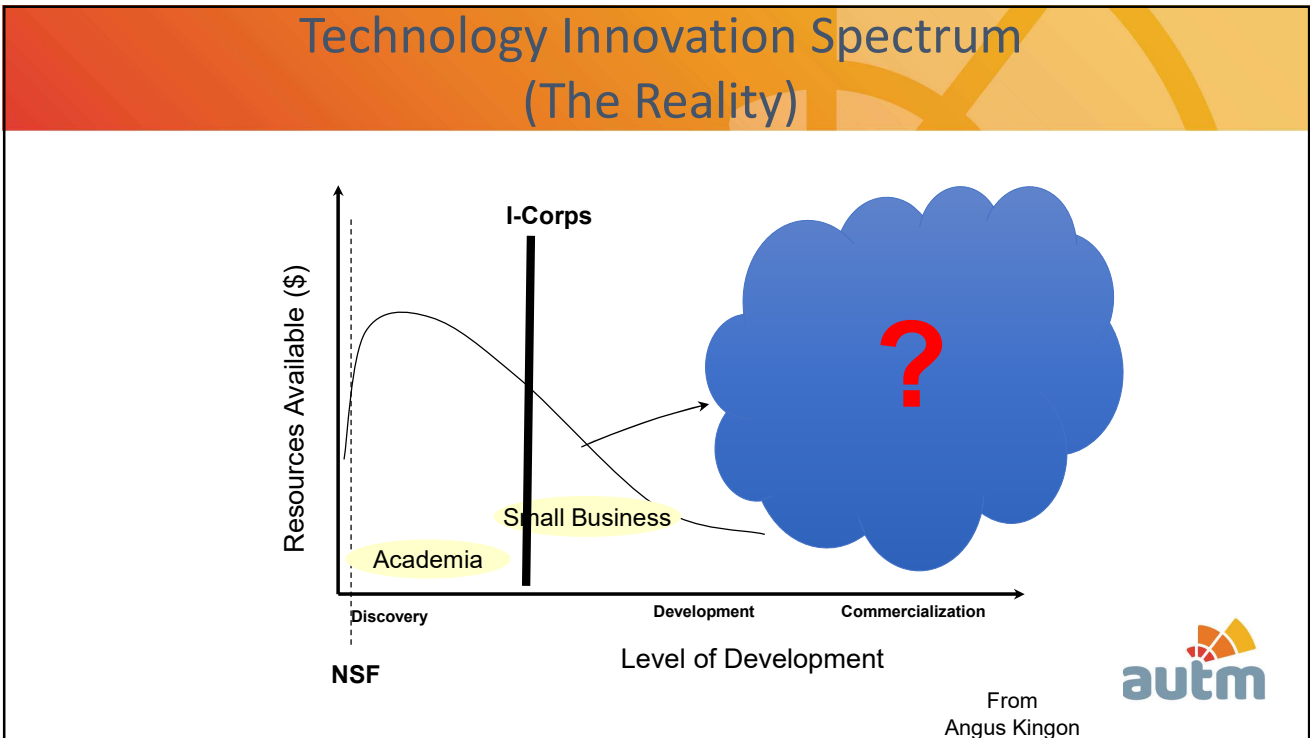 Technology Innovation Spectrum
(The Reality)
I-Corps
Resources Available ($)
?
Small Business
Academia
Discovery
Development
Commercialization
NSF
Level of Development
From
Angus Kingon
autm